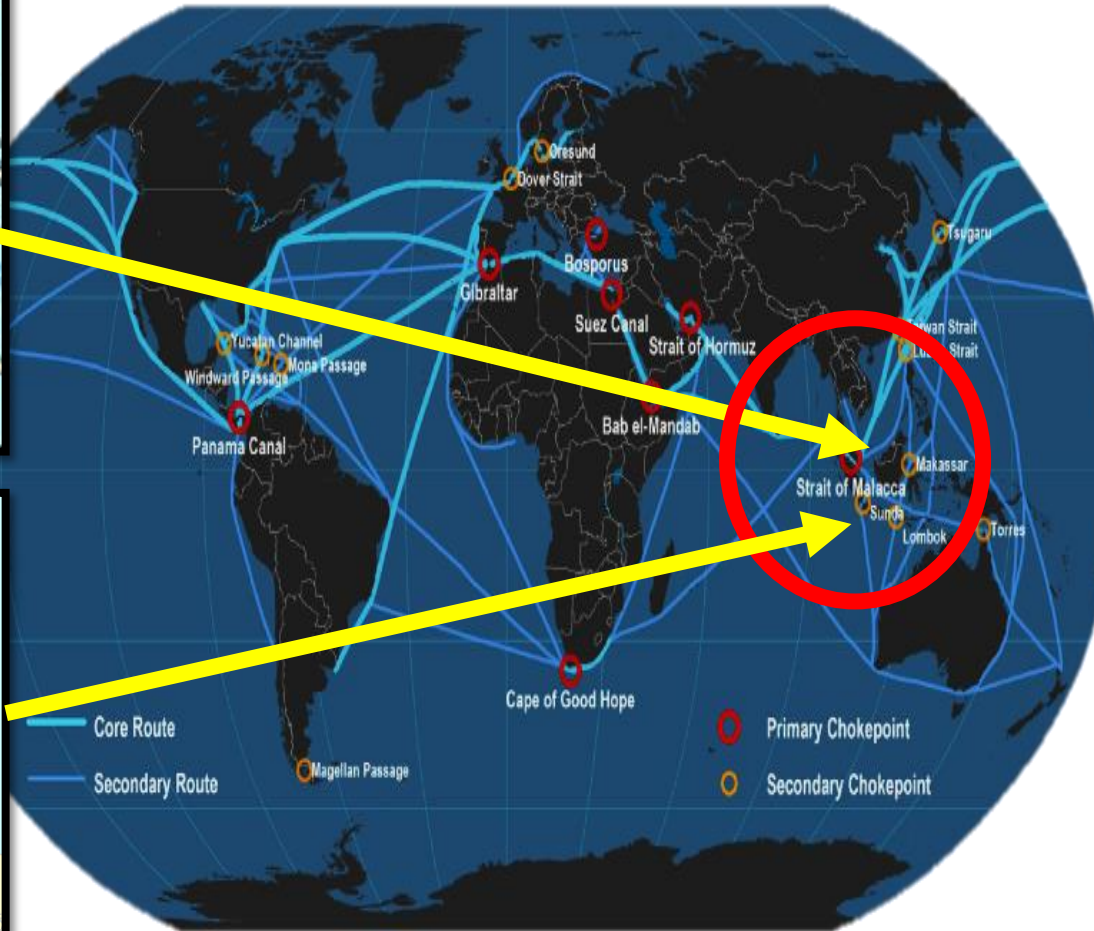 Oresund
Dover Strait
Tsugaru
Bosporus
Gibraltar
Suez Canal
Strait of Hormuz
Strait
Strait
Yucatan Channel
Mona Passage
Windward Passage
Bab el-Mandab
Panama Canal
Makassar
Strait of Malacca
Sunda
Lombok
Torres
Cape of Good Hope
Core Route
Primary Chokepoint
Magellan Passage
Secondary Route
Secondary Chokepoint